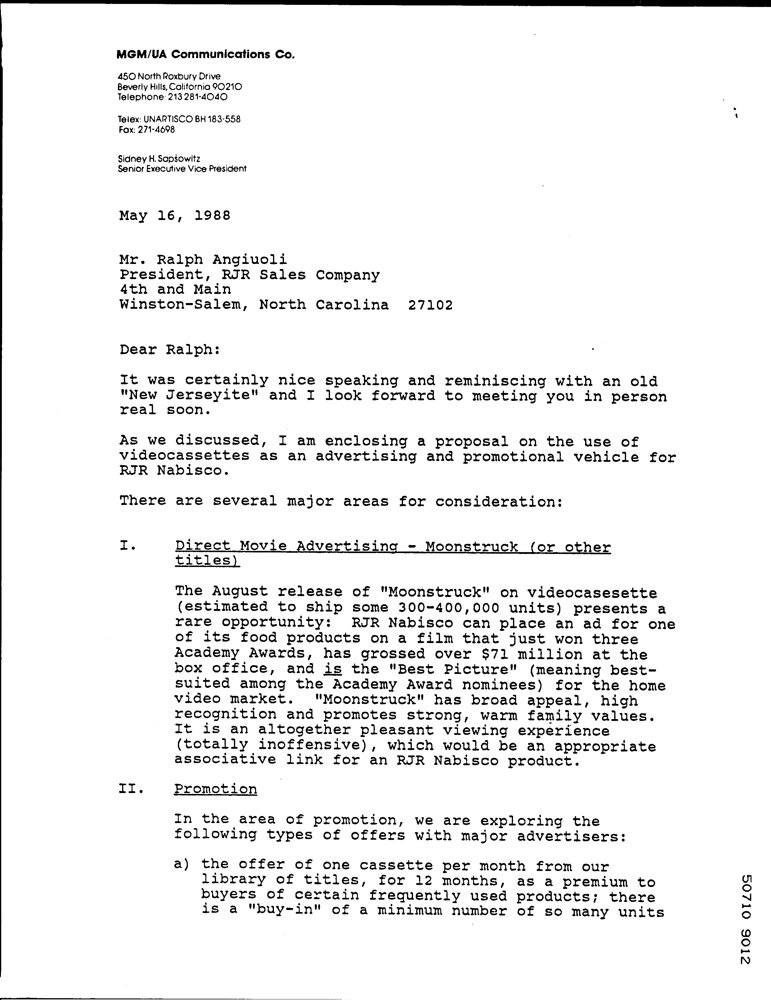 MGM/UA Communications Co.
450 North Roxbury Drive
Beverly Hills, California 90210
Telephone: 213 281-4040
Telex: UNARTISCO BH 183-558
Fax: 271-4698
Sidney H. Sapsowitz
Senior Executive Vice President
May 16, 1988
Mr. Ralph Angiuoli
President, RJR Sales Company
4th and Main
Winston-Salem, North Carolina  27102
Dear Ralph:
It was certainly nice speaking and reminiscing with an old
"New Jerseyite" and I look forward to meeting you in person
real soon.
As we discussed, I am enclosing a proposal on the use of
videocassettes as an advertising and promotional vehicle for
RJR Nabisco.
There are several major areas for consideration:
I. Direct Movie Advertising - Moonstruck (or other
titles)
The August release of "Moonstruck" on videocasesette
(estimated to ship some 300-400,000 units) presents a
rare opportunity:  RJR Nabisco can place an ad for one
of its food products on a film that just won three
Academy Awards, has grossed over $71 million at the
box office, and is the "Best Picture" (meaning best-
suited among the Academy Award nominees) for the home
video market.  "Moonstruck" has broad appeal, high
recognition and promotes strong, warm family values.
It is an altogether pleasant viewing experience
(totally inoffensive), which would be an appropriate
associative link for an RJR Nabisco product.
II. Promotion
In the area of promotion, we are exploring the
following types of offers with major advertisers:
a) the offer of one cassette per month from our
library of titles, for 12 months, as a premium to
buyers of certain frequently used products; there
is a "buy-in" of a minimum number of so many units
50710 9012